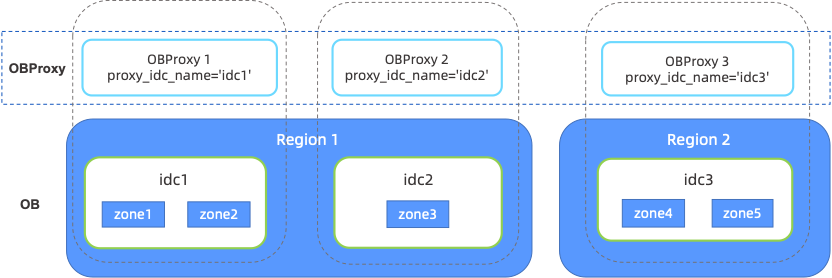 OBProxy
OBProxy 1
proxy_idc_name='idc1'
OBProxy 2
proxy_idc_name='idc2'
OBProxy 3
proxy_idc_name='idc3'
OB
Region 1
idc1
zone1
zone2
idc2
zone3
Region 2
idc3
zone4
zone5